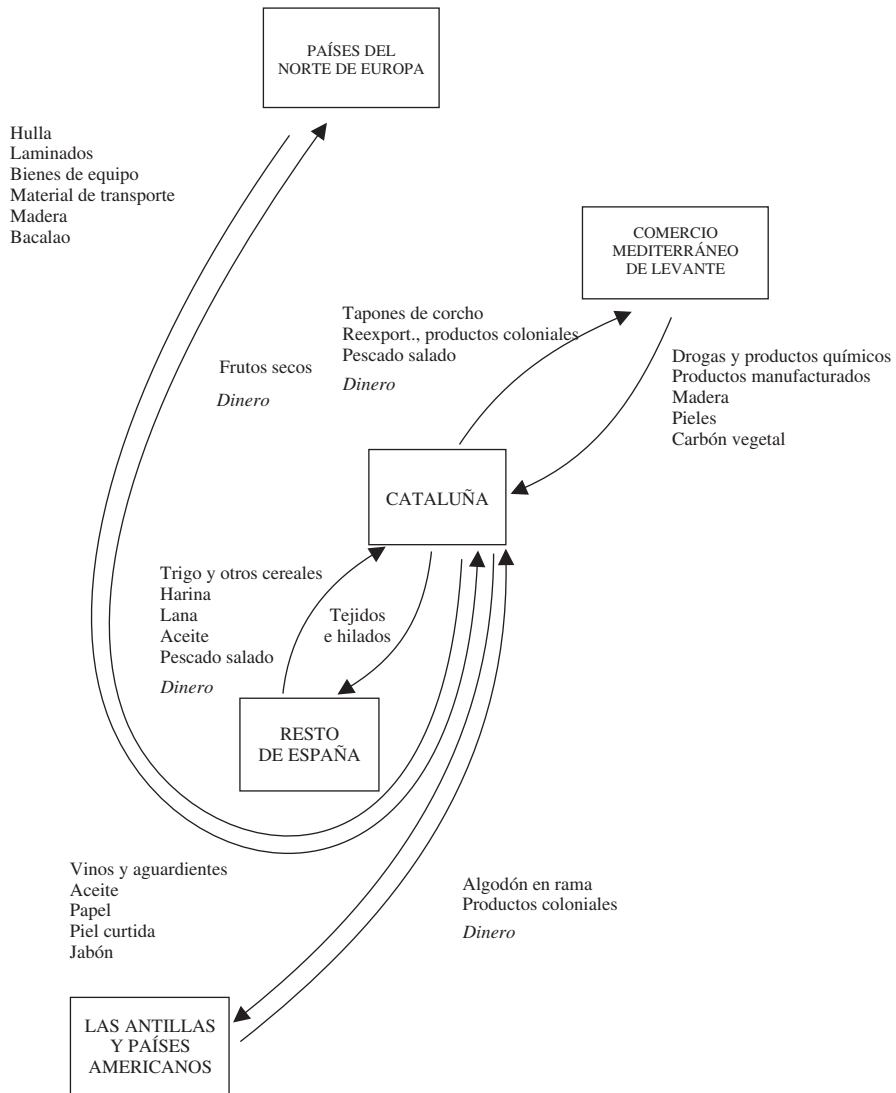 PAÍSES DEL
NORTE DE EUROPA
Hulla
Laminados
Bienes de equipo
Material de transporte
Madera
Bacalao
COMERCIO
MEDITERRÁNEO
DE LEVANTE
Tapones de corcho
Reexport., productos coloniales
Pescado salado
Dinero
Frutos secos
Dinero
Drogas y productos químicos
Productos manufacturados
Madera
Pieles
Carbón vegetal
CATALUÑA
Trigo y otros cereales
Harina
Lana
Aceite
Pescado salado
Dinero
Tejidos
e hilados
RESTO
DE ESPAÑA
Vinos y aguardientes
Aceite
Papel
Piel curtida
Jabón
Algodón en rama
Productos coloniales
Dinero
LAS ANTILLAS
Y PAÍSES
AMERICANOS